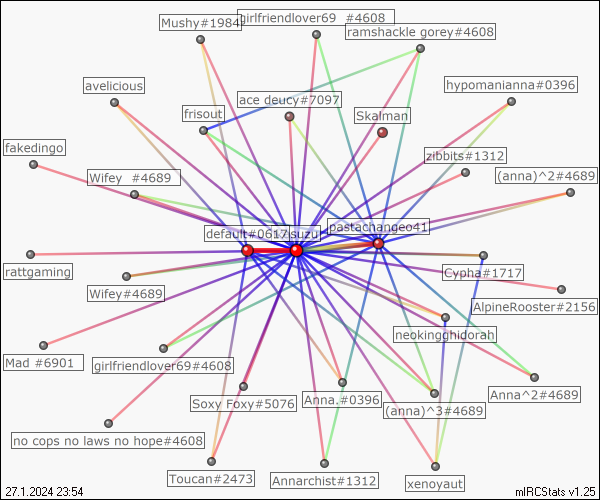 Mushy#1984
girlfriendlover69 #4608
ramshackle gorey#4608
avelicious
hypomanianna#0396
ace deucy#7097
frisout
Skalman
fakedingo
zibbits#1312
Wifey #4689
(anna)^2#4689
pastachangeo41
default#0617
suzu
rattgaming
Cypha#1717
Wifey#4689
AlpineRooster#2156
neokingghidorah
Mad #6901
girlfriendlover69#4608
Anna^2#4689
Soxy Foxy#5076
Anna.#0396
(anna)^3#4689
no cops no laws no hope#4608
Toucan#2473
Annarchist#1312
xenoyaut
27.1.2024 23:54
mIRCStats v1.25